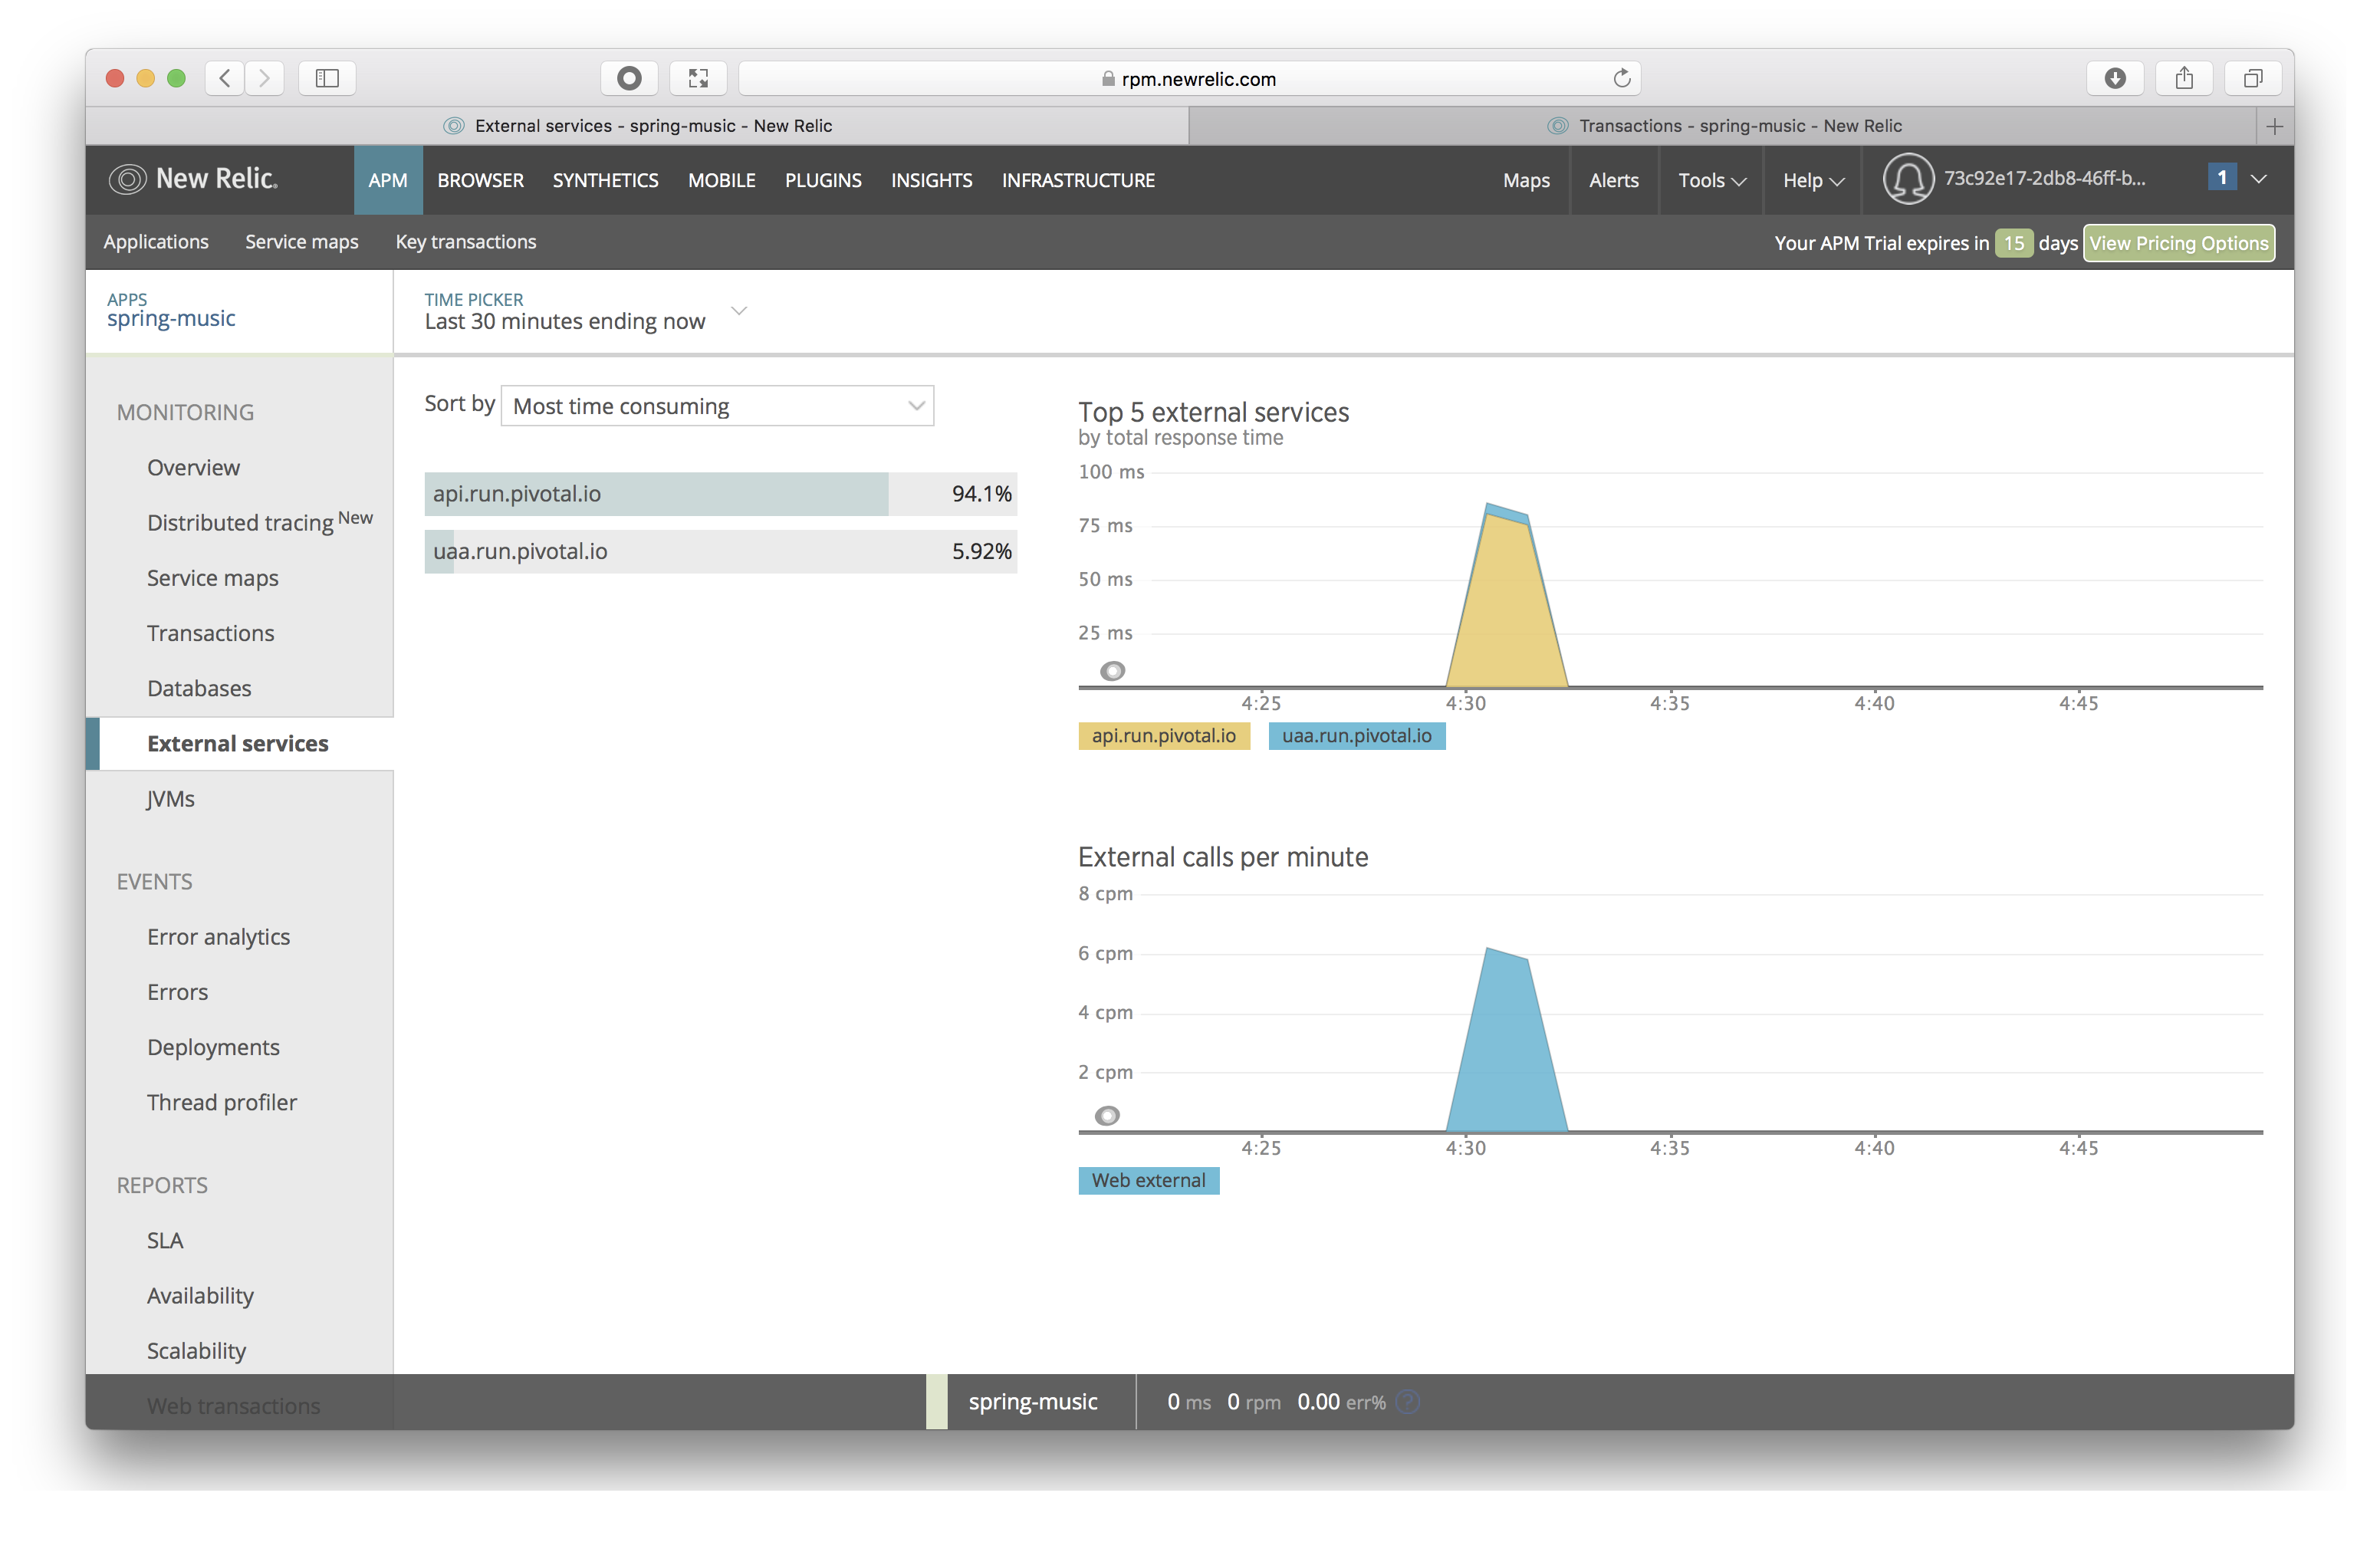 rpm.newrelic.com
External services - spring-music - New Relic
Transactions - spring-music - New Relic
New Relic.
APM BROWSER SYNTHETICS MOBILE PLUGINS INSIGHTS INFRASTRUCTURE
Maps Alerts Tools Help 73c92e17-2db8-46ff-b... 1
Applications Service maps Key transactions
Your APM Trial expires in 15 days View Pricing Options
APPS
spring-music
TIME PICKER
Last 30 minutes ending now
MONITORING
Overview
Distributed tracing New
Service maps
Transactions
Databases
External services
JVMs
EVENTS
Error analytics
Errors
Deployments
Thread profiler
REPORTS
SLA
Availability
Scalability
Web transactions
Sort by Most time consuming
api.run.pivotal.io 94.1%
uaa.run.pivotal.io 5.92%
Top 5 external services
by total response time
100 ms
75 ms
50 ms
25 ms
4:25 4:30 4:35 4:40 4:45
api.run.pivotal.io uaa.run.pivotal.io
External calls per minute
8 cpm
6 cpm
4 cpm
2 cpm
4:25 4:30 4:35 4:40 4:45
Web external
spring-music 0 ms 0 rpm 0.00 err% ?